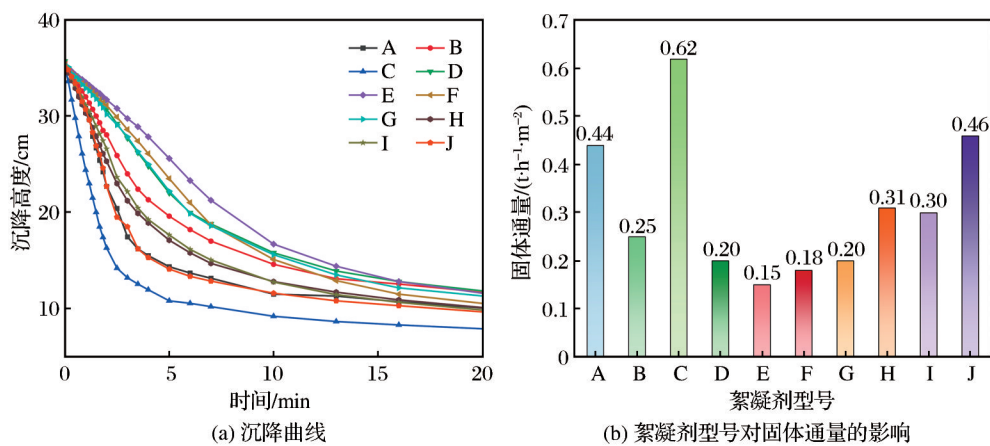 40
30
20
10
沉降高度/cm
A B
C D
E F
G H
I J
0 5 10 15 20
时间/min
(a) 沉降曲线
0.7
0.6
0.5
0.4
0.3
0.2
0.1
0
固体通量/(t·h⁻¹·m⁻²)
0.44 0.25 0.62 0.20 0.15 0.18 0.20 0.31 0.30 0.46
A B C D E F G H I J
絮凝剂型号
(b) 絮凝剂型号对固体通量的影响